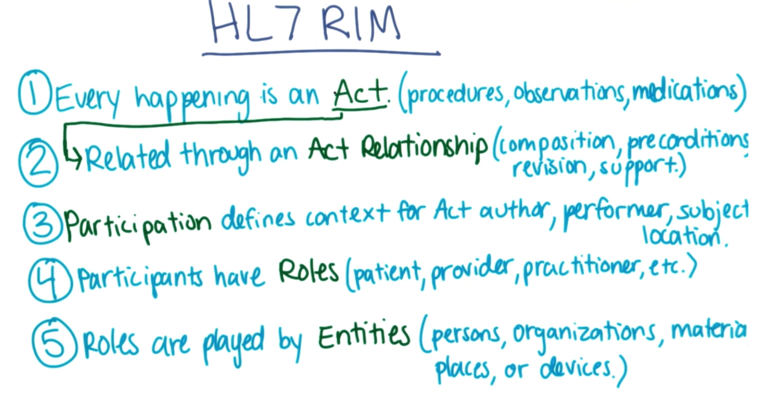 HL7 RIM
① Every happening is an Act. (procedures, observations, medications)
② Related through an Act Relationship (composition, preconditions,
revision, support.)
③ Participation defines context for Act author, performer, subject
location.
④ Participants have Roles (patient, provider, practitioner, etc.)
⑤ Roles are played by Entities (persons, organizations, materia
places, or devices.)